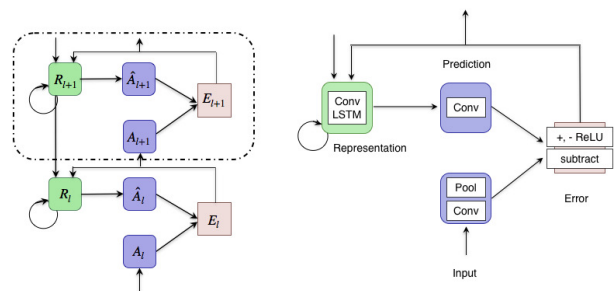 R_{l+1}
Â_{l+1}
E_{l+1}
A_{l+1}
R_l
Â_l
E_l
A_l
Prediction
Conv
LSTM
Conv
Representation
+, - ReLU
subtract
Pool
Conv
Error
Input